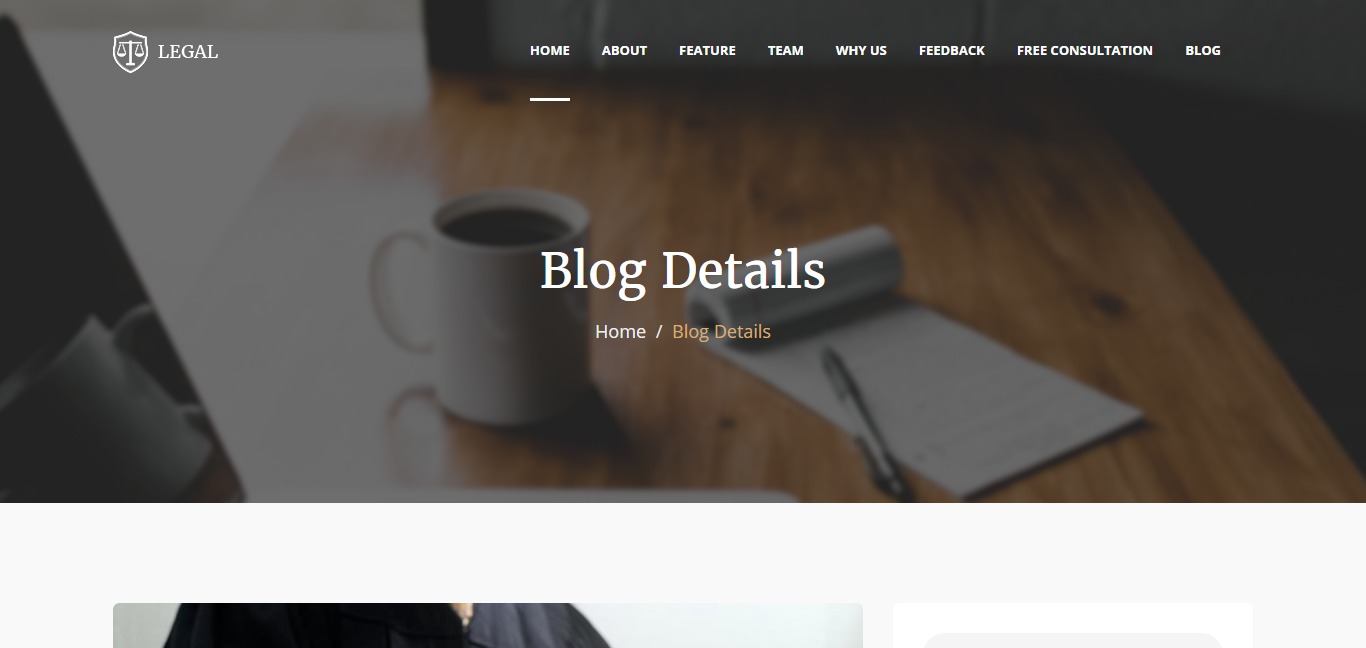 LEGAL
HOME ABOUT FEATURE TEAM WHY US FEEDBACK FREE CONSULTATION BLOG
Blog Details
Home / Blog Details